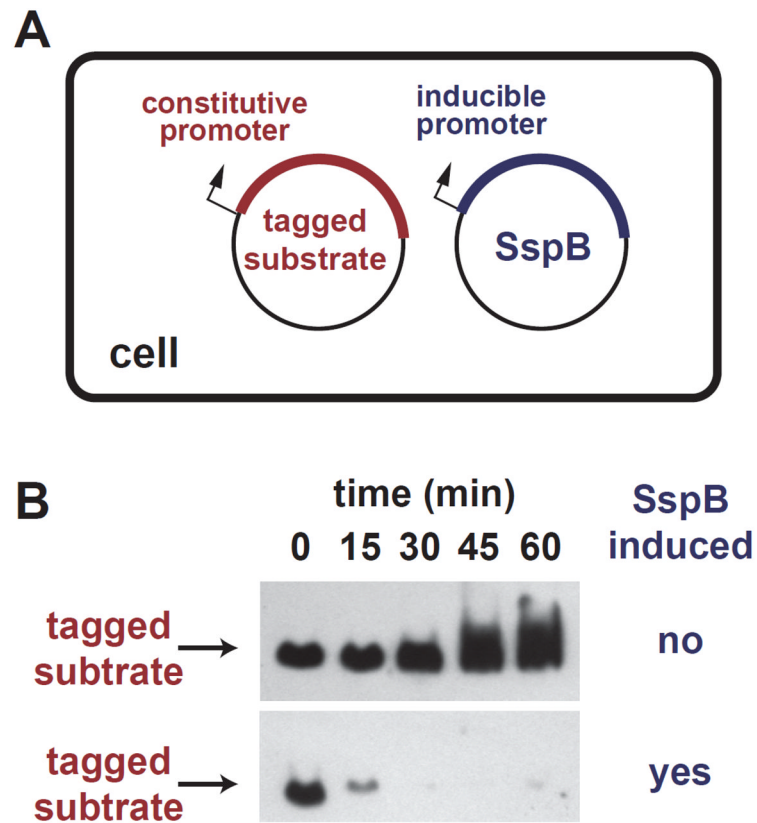 A
constitutive
promoter
inducible
promoter
tagged
substrate
SspB
cell
B
time (min)
SspB
induced
0 15 30 45 60
tagged
subtrate
no
tagged
subtrate
yes